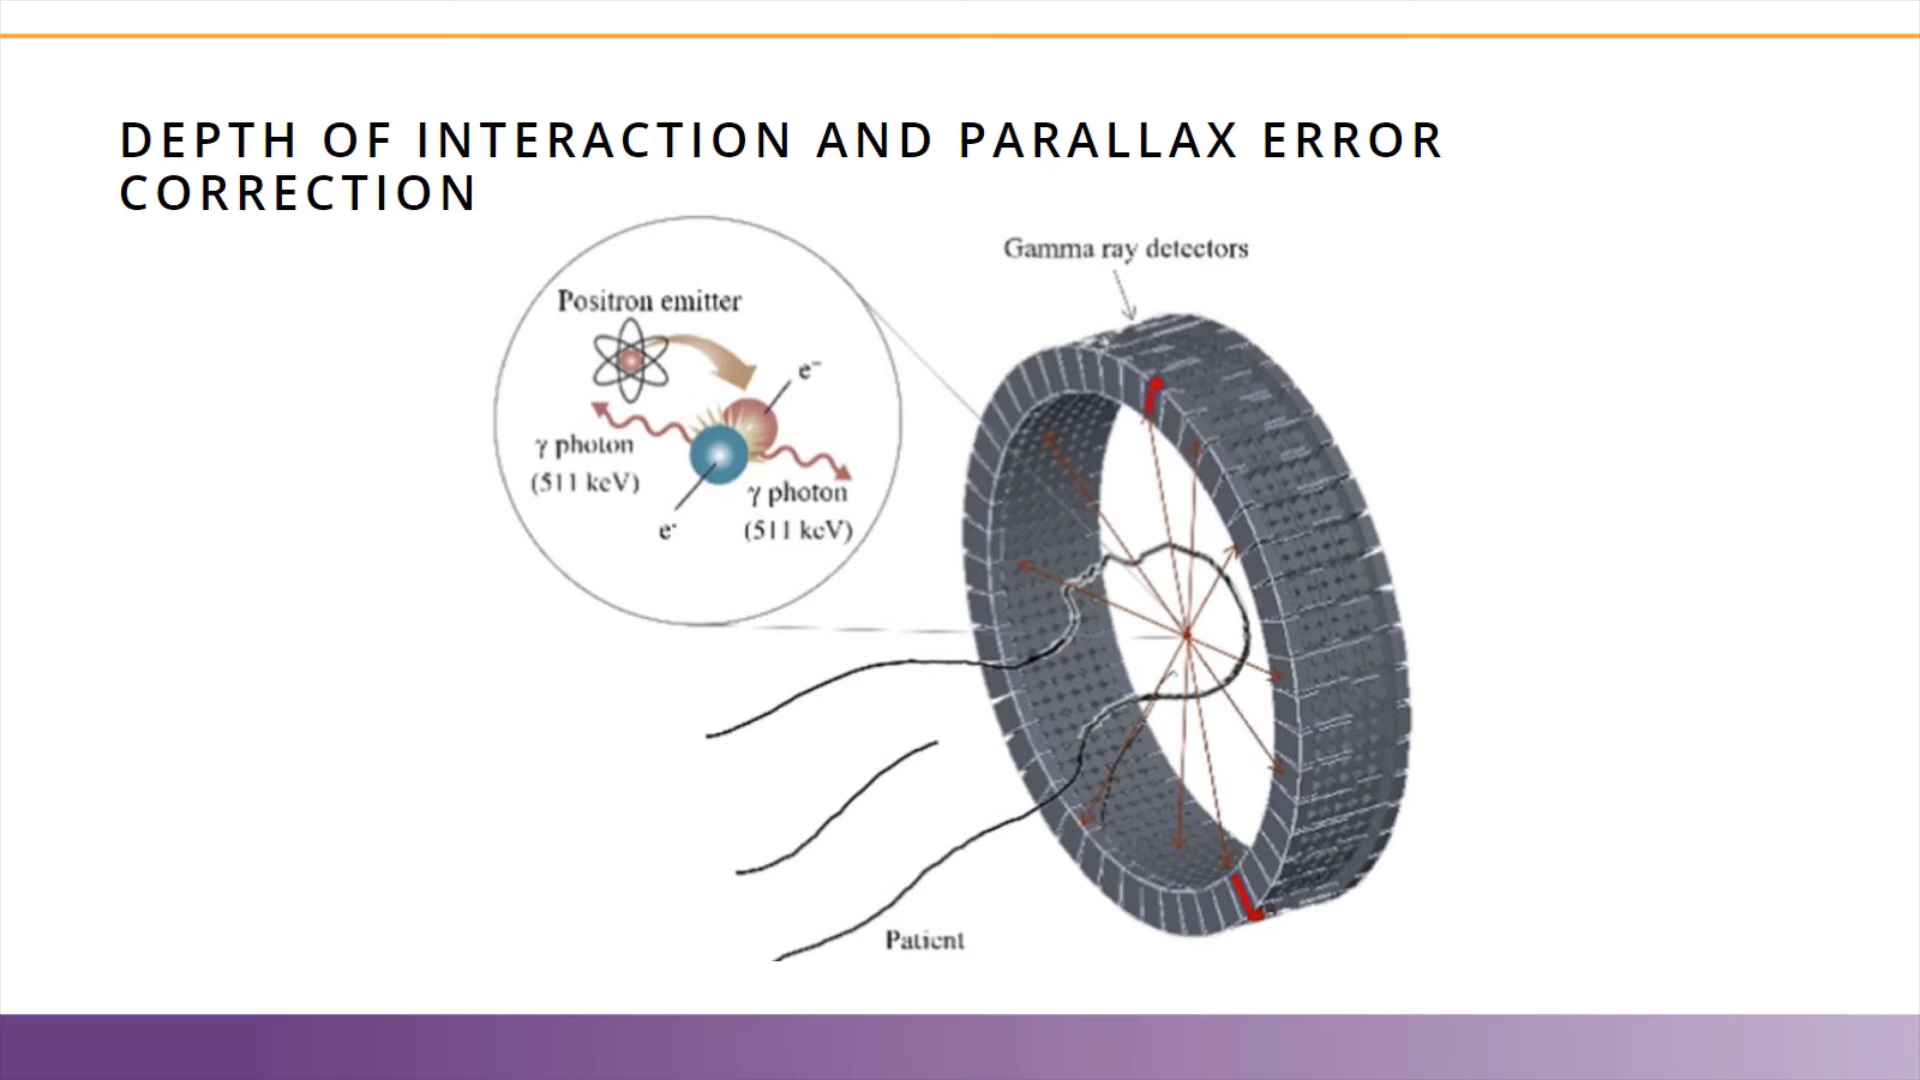 DEPTH OF INTERACTION AND PARALLAX ERROR
CORRECTION
Gamma ray detectors
Positron emitter
e⁻
γ photon
(511 keV)
γ photon
(511 keV)
e⁺
Patient